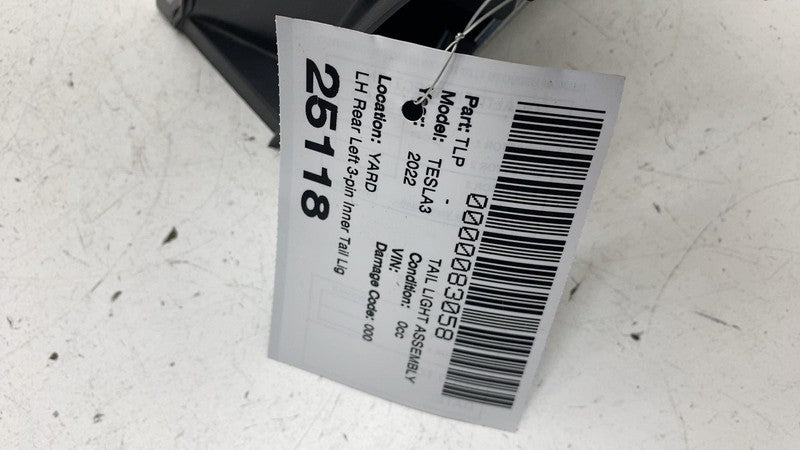 0000083058
Part: TLP - TAIL LIGHT ASSEMBLY
Model: TESLA3 Condition: 0cc
2022 VIN: -
Location: YARD Damage Code: 000
LH Rear Left 3-pin Inner Tail Lig
25118